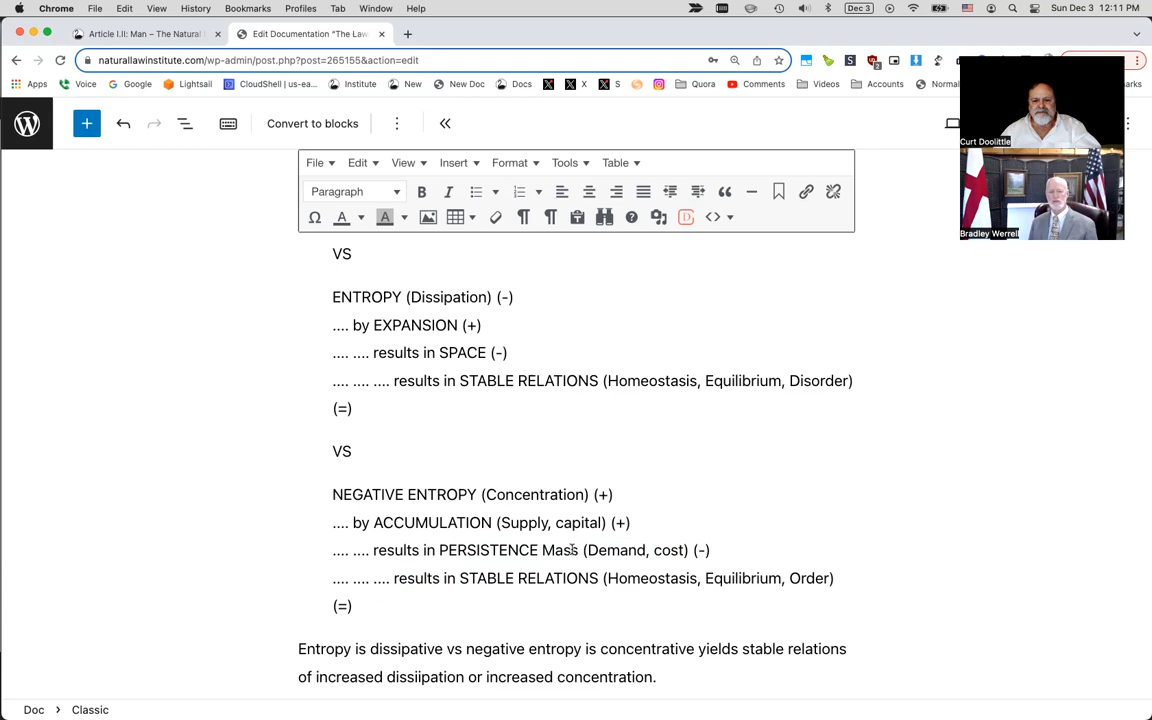 Chrome File Edit View History Bookmarks Profiles Tab Window Help Dec 3 Sun Dec 3 12:11 PM
Article I.II: Man – The Natural Edit Documentation “The Law
naturallawinstitute.com/wp-admin/post.php?post=265155&action=edit
Apps Voice Google Lightsail CloudShell | us-ea... Institute New New Doc Docs X S Quora Comments Videos Accounts Normal
Convert to blocks
Curt Doolittle
Bradley Werrell
File Edit View Insert Format Tools Table
Paragraph
VS
ENTROPY (Dissipation) (-)
.... by EXPANSION (+)
.... .... results in SPACE (-)
.... .... .... results in STABLE RELATIONS (Homeostasis, Equilibrium, Disorder)
(=)
VS
NEGATIVE ENTROPY (Concentration) (+)
.... by ACCUMULATION (Supply, capital) (+)
.... .... results in PERSISTENCE Mass (Demand, cost) (-)
.... .... .... results in STABLE RELATIONS (Homeostasis, Equilibrium, Order)
(=)
Entropy is dissipative vs negative entropy is concentrative yields stable relations
of increased dissiipation or increased concentration.
Doc › Classic